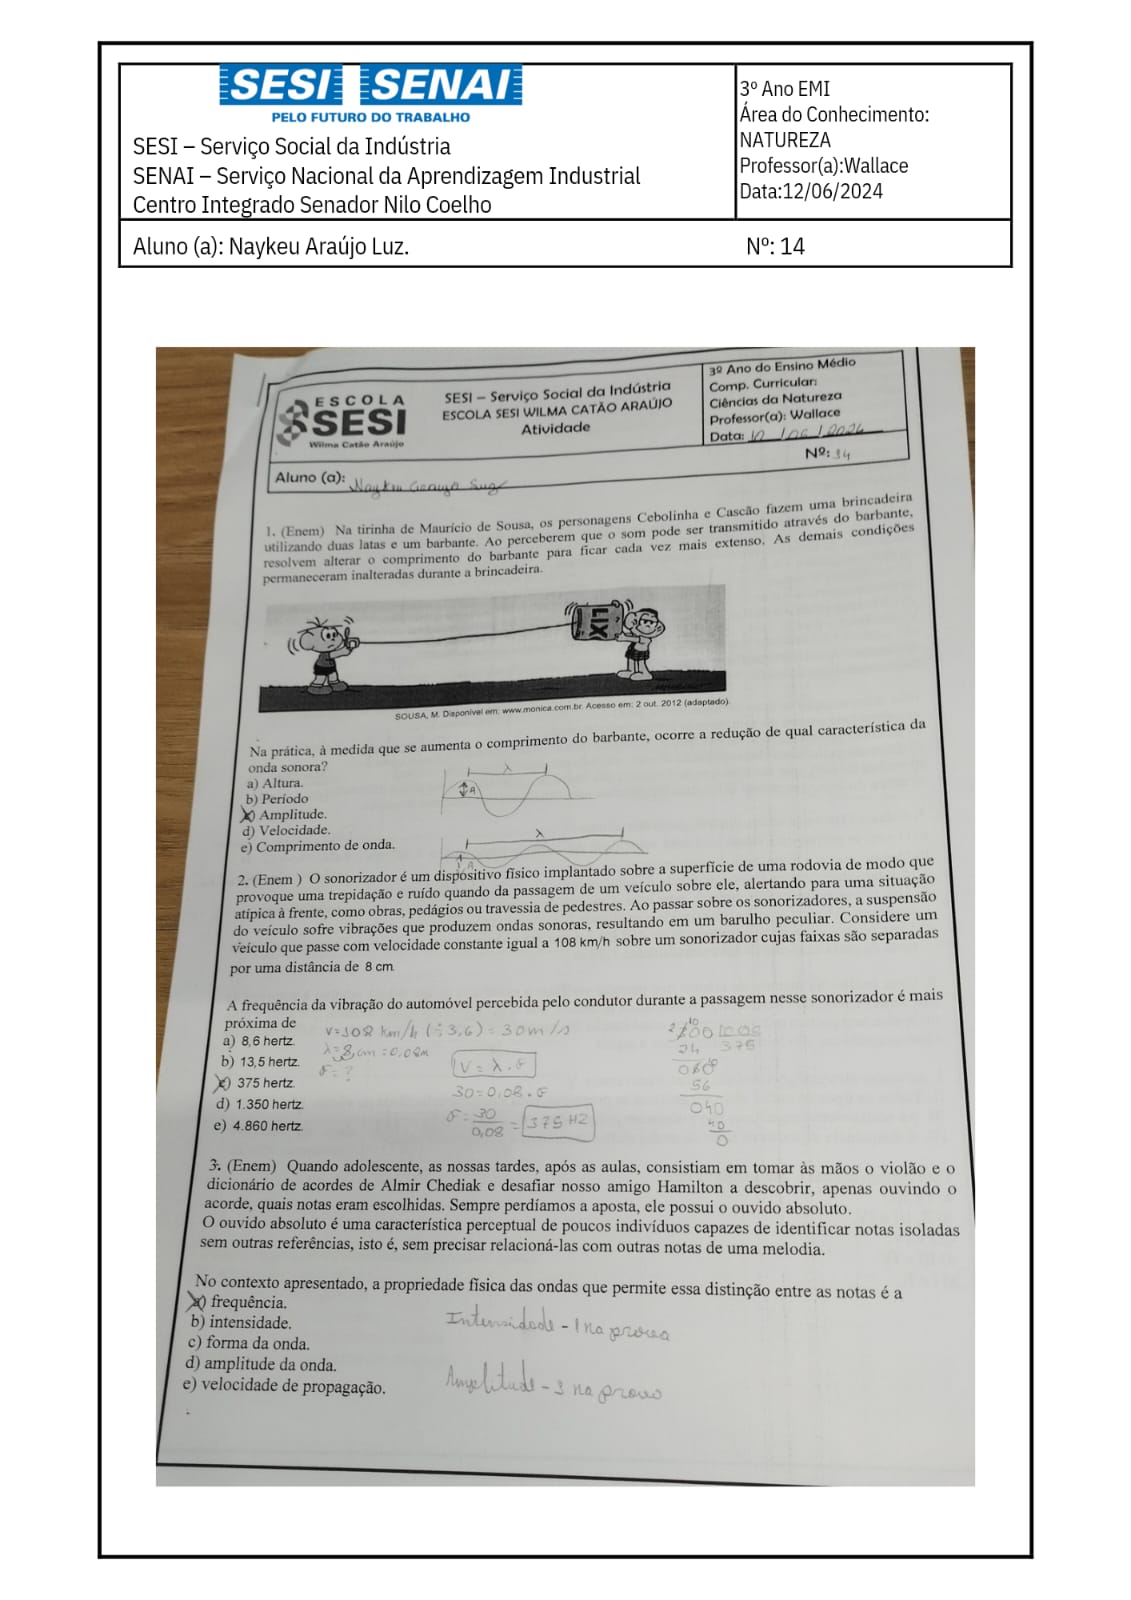 SESI SENAI
PELO FUTURO DO TRABALHO
SESI – Serviço Social da Indústria
SENAI – Serviço Nacional da Aprendizagem Industrial
Centro Integrado Senador Nilo Coelho
3º Ano EMI
Área do Conhecimento:
NATUREZA
Professor(a):Wallace
Data:12/06/2024
Aluno (a): Naykeu Araújo Luz.
Nº: 14
ESCOLA
SESI
Wilma Catão Araújo
SESI – Serviço Social da Indústria
ESCOLA SESI WILMA CATÃO ARAÚJO
Atividade
3º Ano do Ensino Médio
Comp. Curricular:
Ciências da Natureza
Professor(a): Wallace
Data: 12/06/2024
Nº: 14
Aluno (a): Naykeu Araujo Luz
1. (Enem) Na tirinha de Maurício de Sousa, os personagens Cebolinha e Cascão fazem uma brincadeira
utilizando duas latas e um barbante. Ao perceberem que o som pode ser transmitido através do barbante,
resolvem alterar o comprimento do barbante para ficar cada vez mais extenso. As demais condições
permaneceram inalteradas durante a brincadeira.
LIX
SOUSA, M. Disponível em: www.monica.com.br. Acesso em: 2 out. 2012 (adaptado).
Na prática, à medida que se aumenta o comprimento do barbante, ocorre a redução de qual característica da
onda sonora?
a) Altura.
b) Período
c) Amplitude.
d) Velocidade.
e) Comprimento de onda.
λ
A
λ
A
2. (Enem ) O sonorizador é um dispositivo físico implantado sobre a superfície de uma rodovia de modo que
provoque uma trepidação e ruído quando da passagem de um veículo sobre ele, alertando para uma situação
atípica à frente, como obras, pedágios ou travessia de pedestres. Ao passar sobre os sonorizadores, a suspensão
do veículo sofre vibrações que produzem ondas sonoras, resultando em um barulho peculiar. Considere um
veículo que passe com velocidade constante igual a 108 km/h sobre um sonorizador cujas faixas são separadas
por uma distância de 8 cm.
A frequência da vibração do automóvel percebida pelo condutor durante a passagem nesse sonorizador é mais
próxima de
a) 8,6 hertz.
b) 13,5 hertz.
c) 375 hertz.
d) 1.350 hertz.
e) 4.860 hertz.
V=108 km/h (÷3,6) = 30m/s
λ=8cm=0,08m
F=?
V = λ . F
30=0,08 . F
F = 30
0,08 = 375 HZ
375
24
56
040
40
0
3. (Enem) Quando adolescente, as nossas tardes, após as aulas, consistiam em tomar às mãos o violão e o
dicionário de acordes de Almir Chediak e desafiar nosso amigo Hamilton a descobrir, apenas ouvindo o
acorde, quais notas eram escolhidas. Sempre perdíamos a aposta, ele possui o ouvido absoluto.
O ouvido absoluto é uma característica perceptual de poucos indivíduos capazes de identificar notas isoladas
sem outras referências, isto é, sem precisar relacioná-las com outras notas de uma melodia.
No contexto apresentado, a propriedade física das ondas que permite essa distinção entre as notas é a
a) frequência.
b) intensidade.
c) forma da onda.
d) amplitude da onda.
e) velocidade de propagação.
Intensidade - 1 na prova
Amplitude - 3 na prova